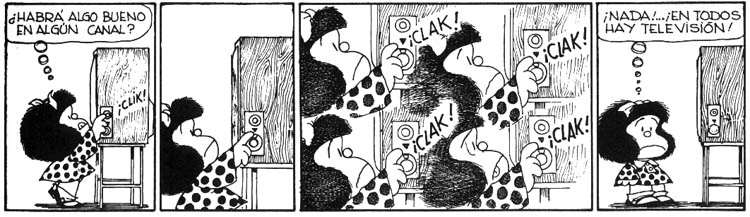 ¿HABRÁ ALGO BUENO
EN ALGÚN CANAL?
¡CLIK!
¡CLAK!
¡CLAK!
¡CLAK!
¡CLAK!
¡NADA!...¡EN TODOS
HAY TELEVISIÓN!